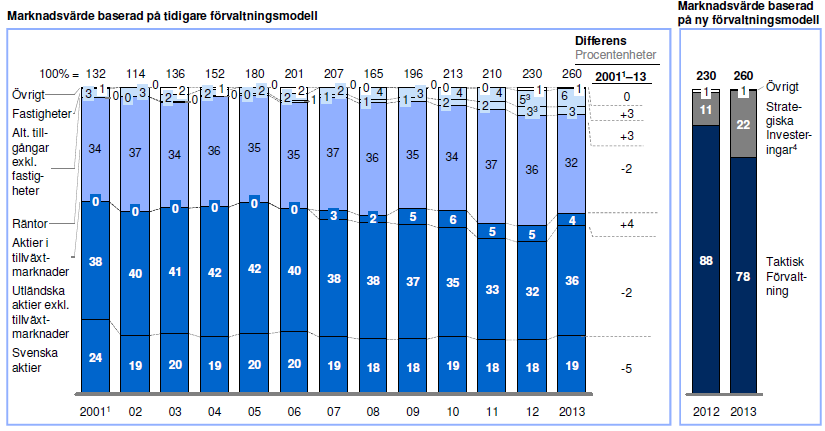 Marknadsvärde baserad på tidigare förvaltningsmodell
Differens
Procentenheter
2001¹–13
100% = 132 114 136 152 180 201 207 165 196 213 210 230 260
Övrigt
Fastigheter
Alt. till-
gångar
exkl.
fastig-
heter
Räntor
Aktier i
tillväxt-
marknader
Utländska
aktier exkl.
tillväxt-
marknader
Svenska
aktier
34 37 34 36 35 35 37 36 35 34 37 36 32
0 0 0 0 0 0 3 2 5 6 5 5 4
38 40 41 42 42 40 38 38 37 35 33 32 36
24 19 20 19 20 20 19 18 18 19 18 18 19
0
+3
+3
-2
+4
-2
-5
2001¹ 02 03 04 05 06 07 08 09 10 11 12 2013
Marknadsvärde baserad
på ny förvaltningsmodell
230 260
1 1
11 22
88 78
Övrigt
Strate-
giska
Invester-
ingar⁴
Taktisk
Förvalt-
ning
2012 2013